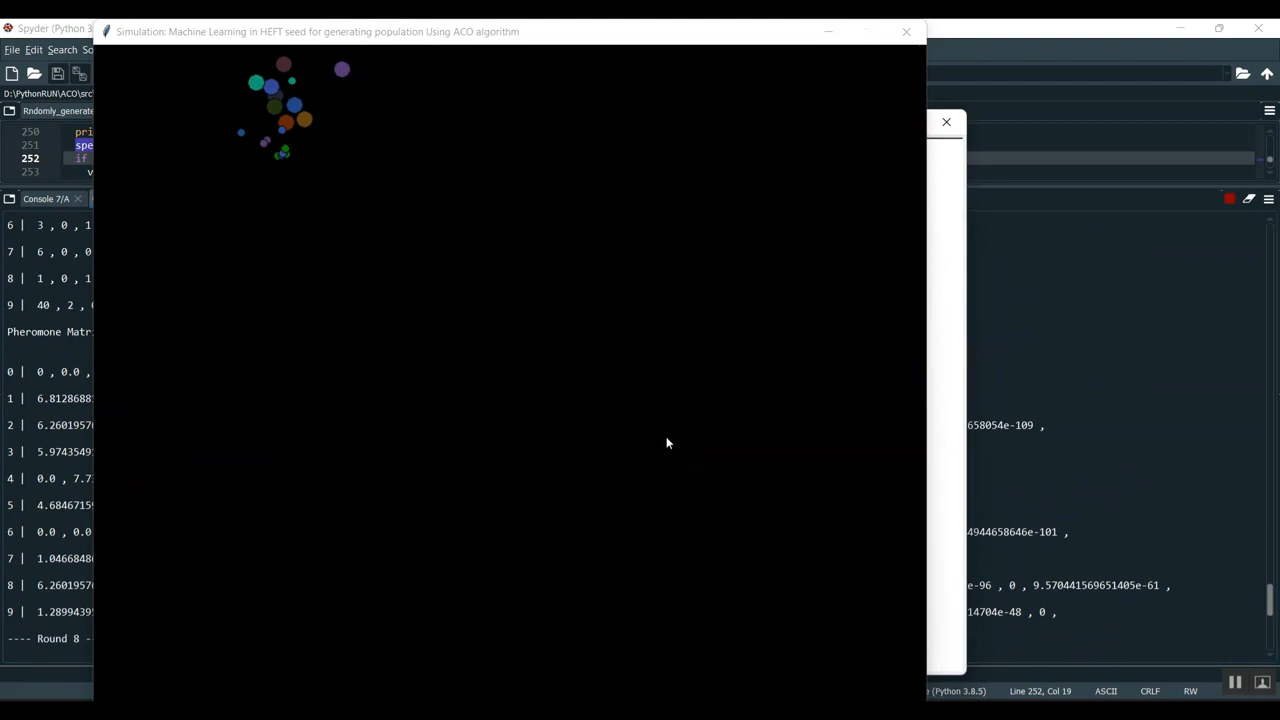 Spyder (Python 3
Simulation: Machine Learning in HEFT seed for generating population Using ACO algorithm
File Edit Search So
D:\PythonRUN\ACO\src
Rndomly_generate
250 pri
251 spe
252 if
253 v
Console 7/A
6 | 3 , 0 , 1
7 | 6 , 0 , 0
8 | 1 , 0 , 1
9 | 40 , 2 ,
Pheromone Matri
0 | 0 , 0.0 ,
1 | 6.8128688
2 | 6.2601957 658054e-109 ,
3 | 5.9743549
4 | 0.0 , 7.7
5 | 4.6846715
6 | 0.0 , 0.0 4944658646e-101 ,
7 | 1.0466848
8 | 6.2601957 e-96 , 0 , 9.570441569651405e-61 ,
9 | 1.2899439 14704e-48 , 0 ,
---- Round 8 --
(Python 3.8.5) Line 252, Col 19 ASCII CRLF RW